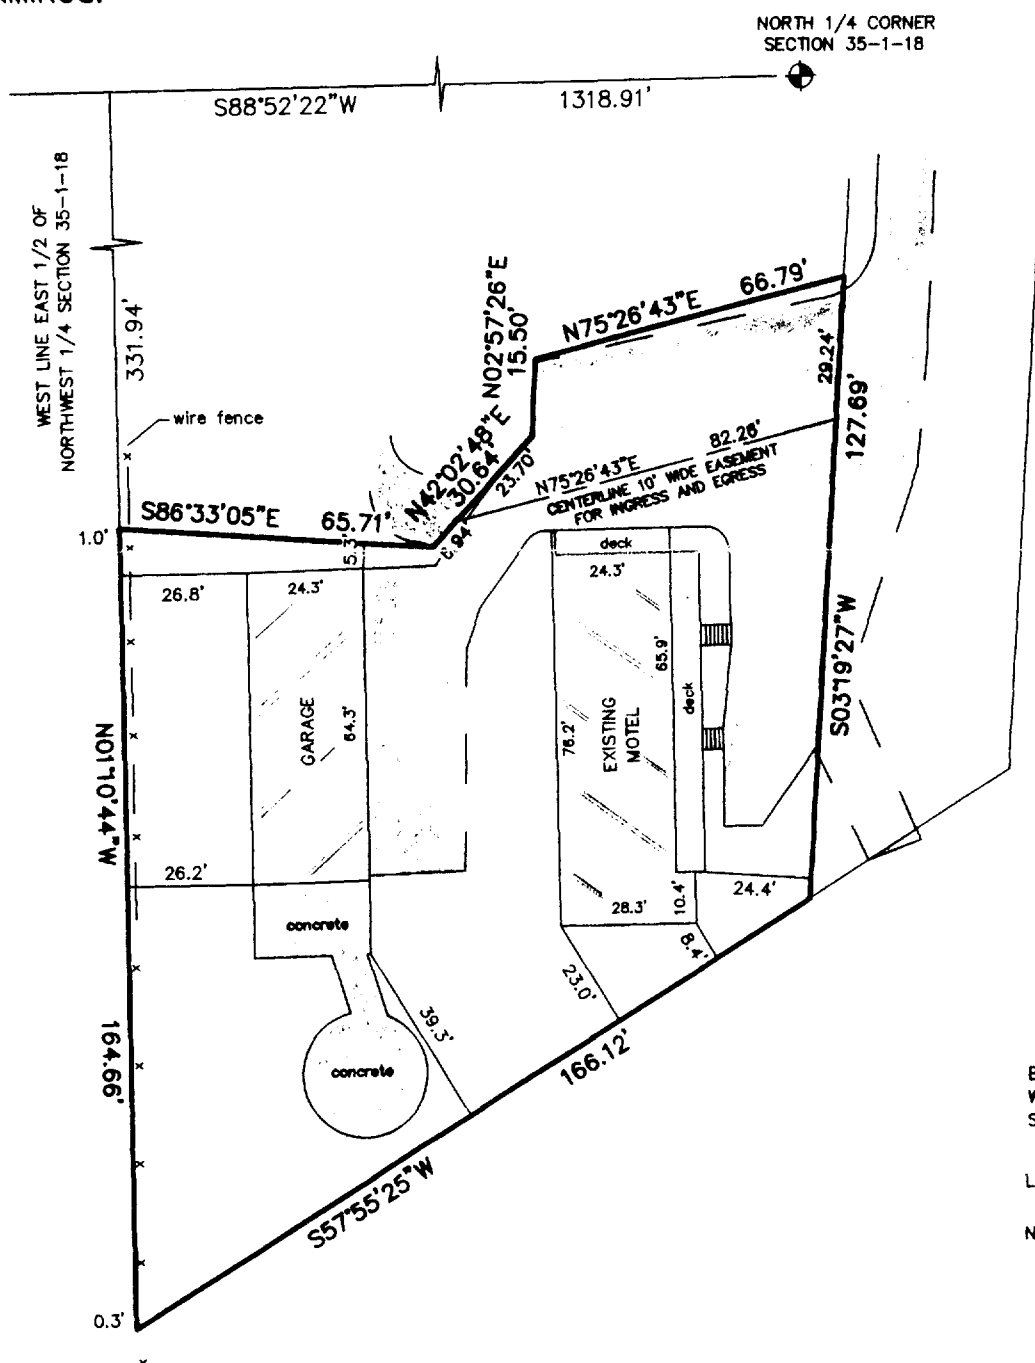 NORTH 1/4 CORNER
SECTION 35-1-18
S88°52'22"W
1318.91'
WEST LINE EAST 1/2 OF
NORTHWEST 1/4 SECTION 35-1-18
331.94'
wire fence
N02°57'26"E
15.50'
N75°26'43"E 66.79'
29.24'
127.69'
N42°02'48"E
30.64'
23.70'
6.94'
82.28'
N75°26'43"E
CENTERLINE 10' WIDE EASEMENT
FOR INGRESS AND EGRESS
S86°33'05"E 65.71'
1.0'
5.3'
26.8'
24.3'
deck
24.3'
65.9'
deck
S03°19'27"W
GARAGE
64.3'
76.2'
EXISTING
MOTEL
N01°10'44"W
26.2'
28.3'
10.4'
24.4'
concrete
8.4'
23.0'
39.3'
164.66'
concrete
166.12'
S57°55'25"W
0.3'